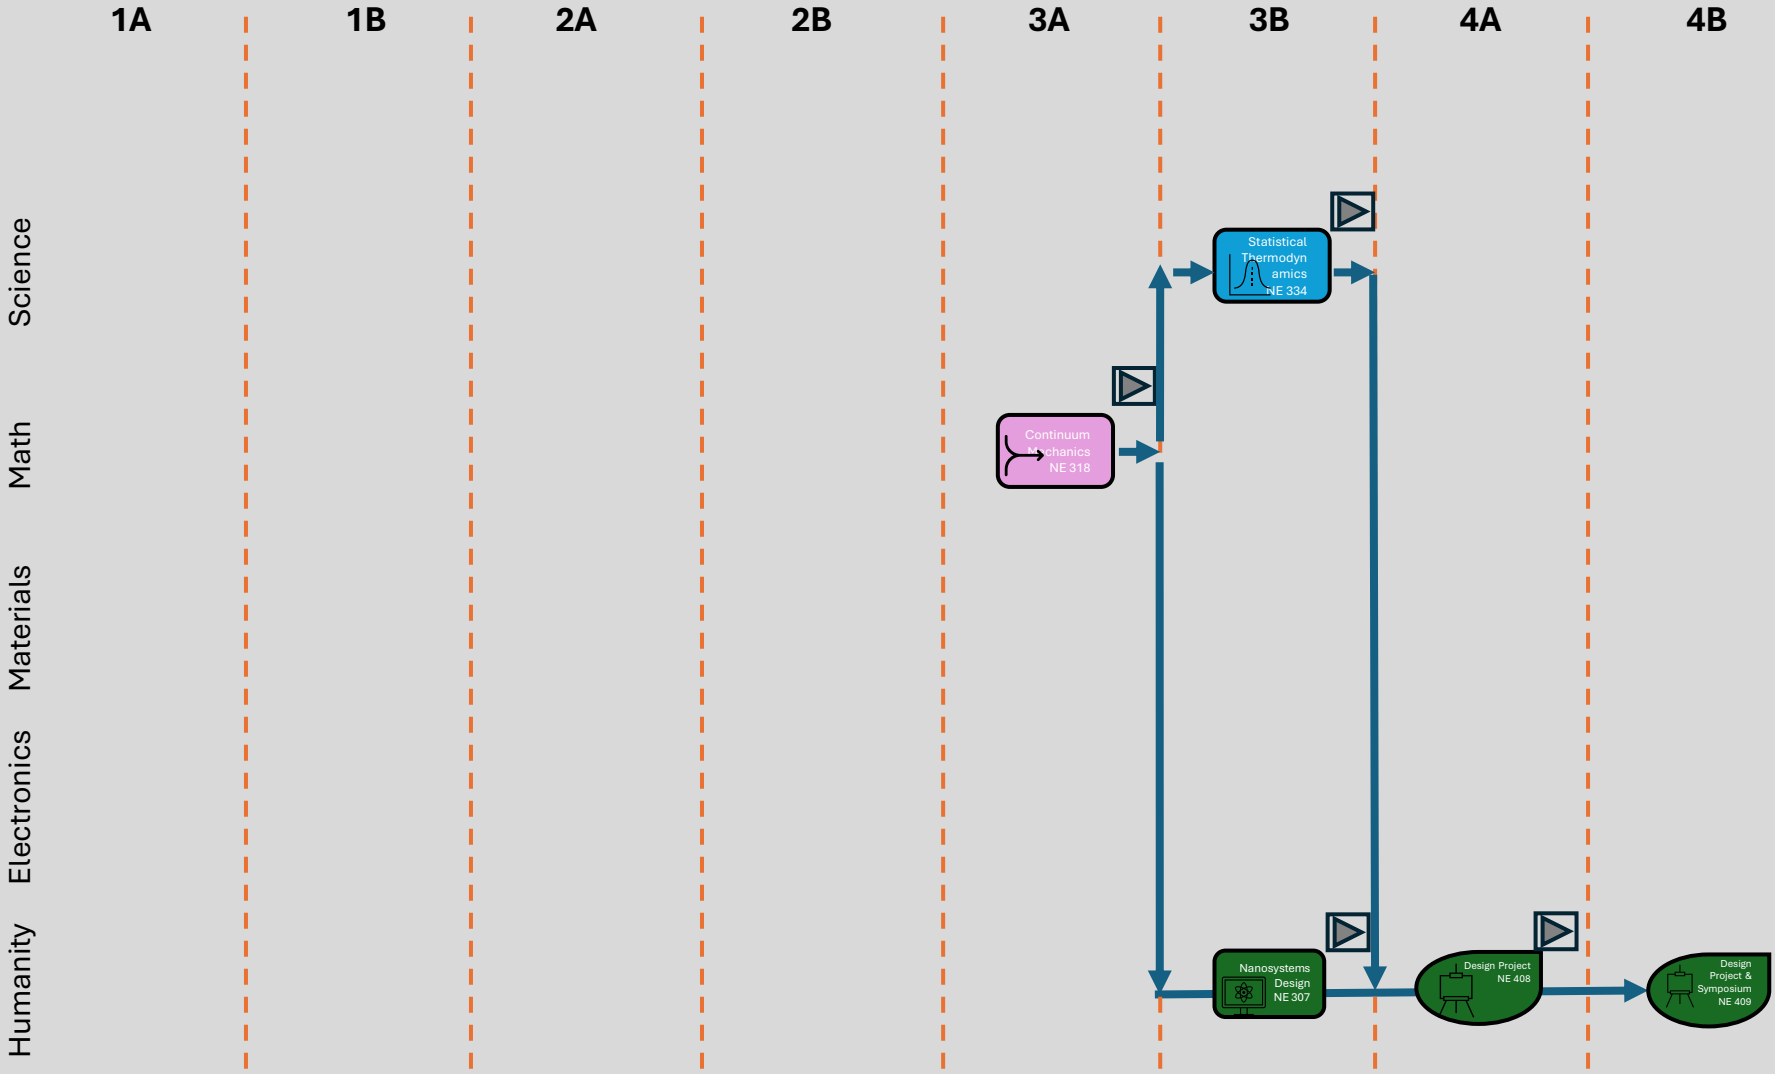 1A
1B
2A
2B
3A
3B
4A
4B
Science
Math
Materials
Electronics
Humanity
Statistical
Thermodyn
amics
NE 334
Continuum
Mechanics
NE 318
Nanosystems
Design
NE 307
Design Project
NE 408
Design
Project &
Symposium
NE 409